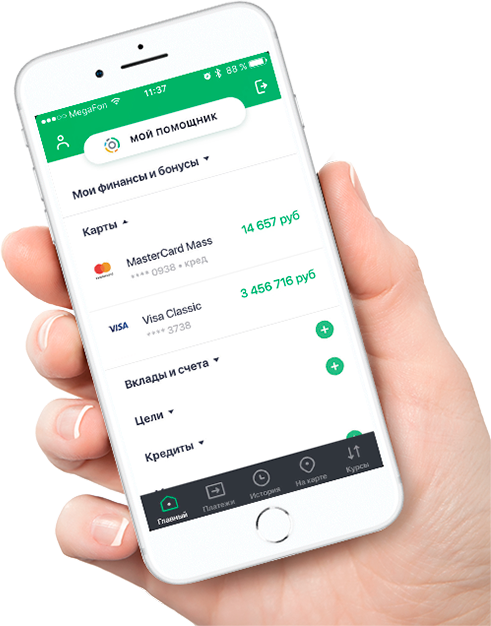 MegaFon 11:37 88 %
МОЙ ПОМОЩНИК
Мои финансы и бонусы
Карты
MasterCard Mass 14 657 руб
**** 0938 • кред
VISA Visa Classic 3 456 716 руб
**** 3738
Вклады и счета
Цели
Кредиты
Главный Платежи История На карте Курсы